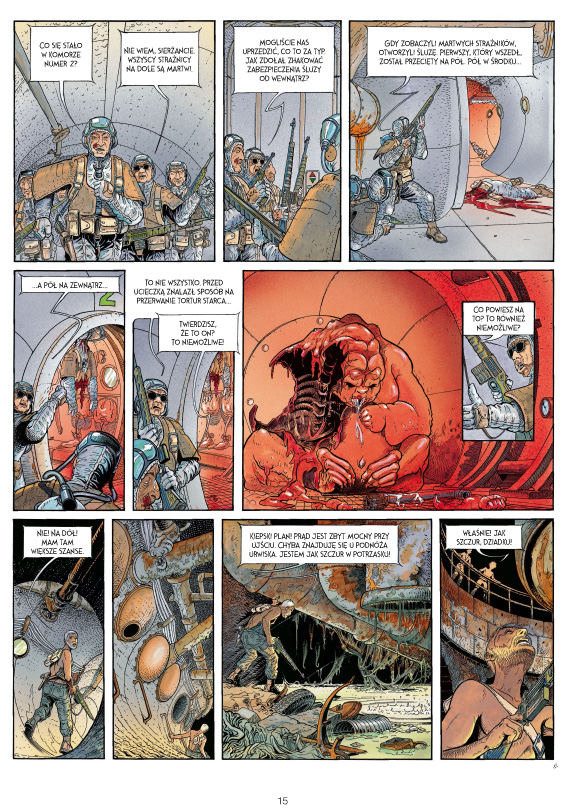 CO SIĘ STAŁO
W KOMORZE
NUMER 2?
NIE WIEM, SIERŻANCIE.
WSZYSCY STRAŻNICY
NA DOLE SĄ MARTWI.
MOGLIŚCIE NAS
UPRZEDZIĆ, CO TO ZA TYP.
JAK ZDOŁAŁ ZHAKOWAĆ
ZABEZPIECZENIA ŚLUZY
OD WEWNĄTRZ?
GDY ZOBACZYLI MARTWYCH STRAŻNIKÓW,
OTWORZYLI ŚLUZĘ. PIERWSZY, KTÓRY WSZEDŁ,
ZOSTAŁ PRZECIĘTY NA PÓŁ. PÓŁ W ŚRODKU...
...A PÓŁ NA ZEWNĄTRZ...
2
TO NIE WSZYSTKO. PRZED
UCIECZKĄ ZNALAZŁ SPOSÓB NA
PRZERWANIE TORTUR STARCA...
TWIERDZISZ,
ŻE TO ON?
TO NIEMOŻLIWE!
CO POWIESZ NA
TO? TO RÓWNIEŻ
NIEMOŻLIWE?
NIE! NA DÓŁ!
MAM TAM
WIĘKSZE SZANSE.
KIEPSKI PLAN! PRĄD JEST ZBYT MOCNY PRZY
UJŚCIU. CHYBA ZNAJDUJĘ SIĘ U PODNÓŻA
URWISKA. JESTEM JAK SZCZUR W POTRZASKU!
WŁAŚNIE! JAK
SZCZUR, DZIADKU!
15